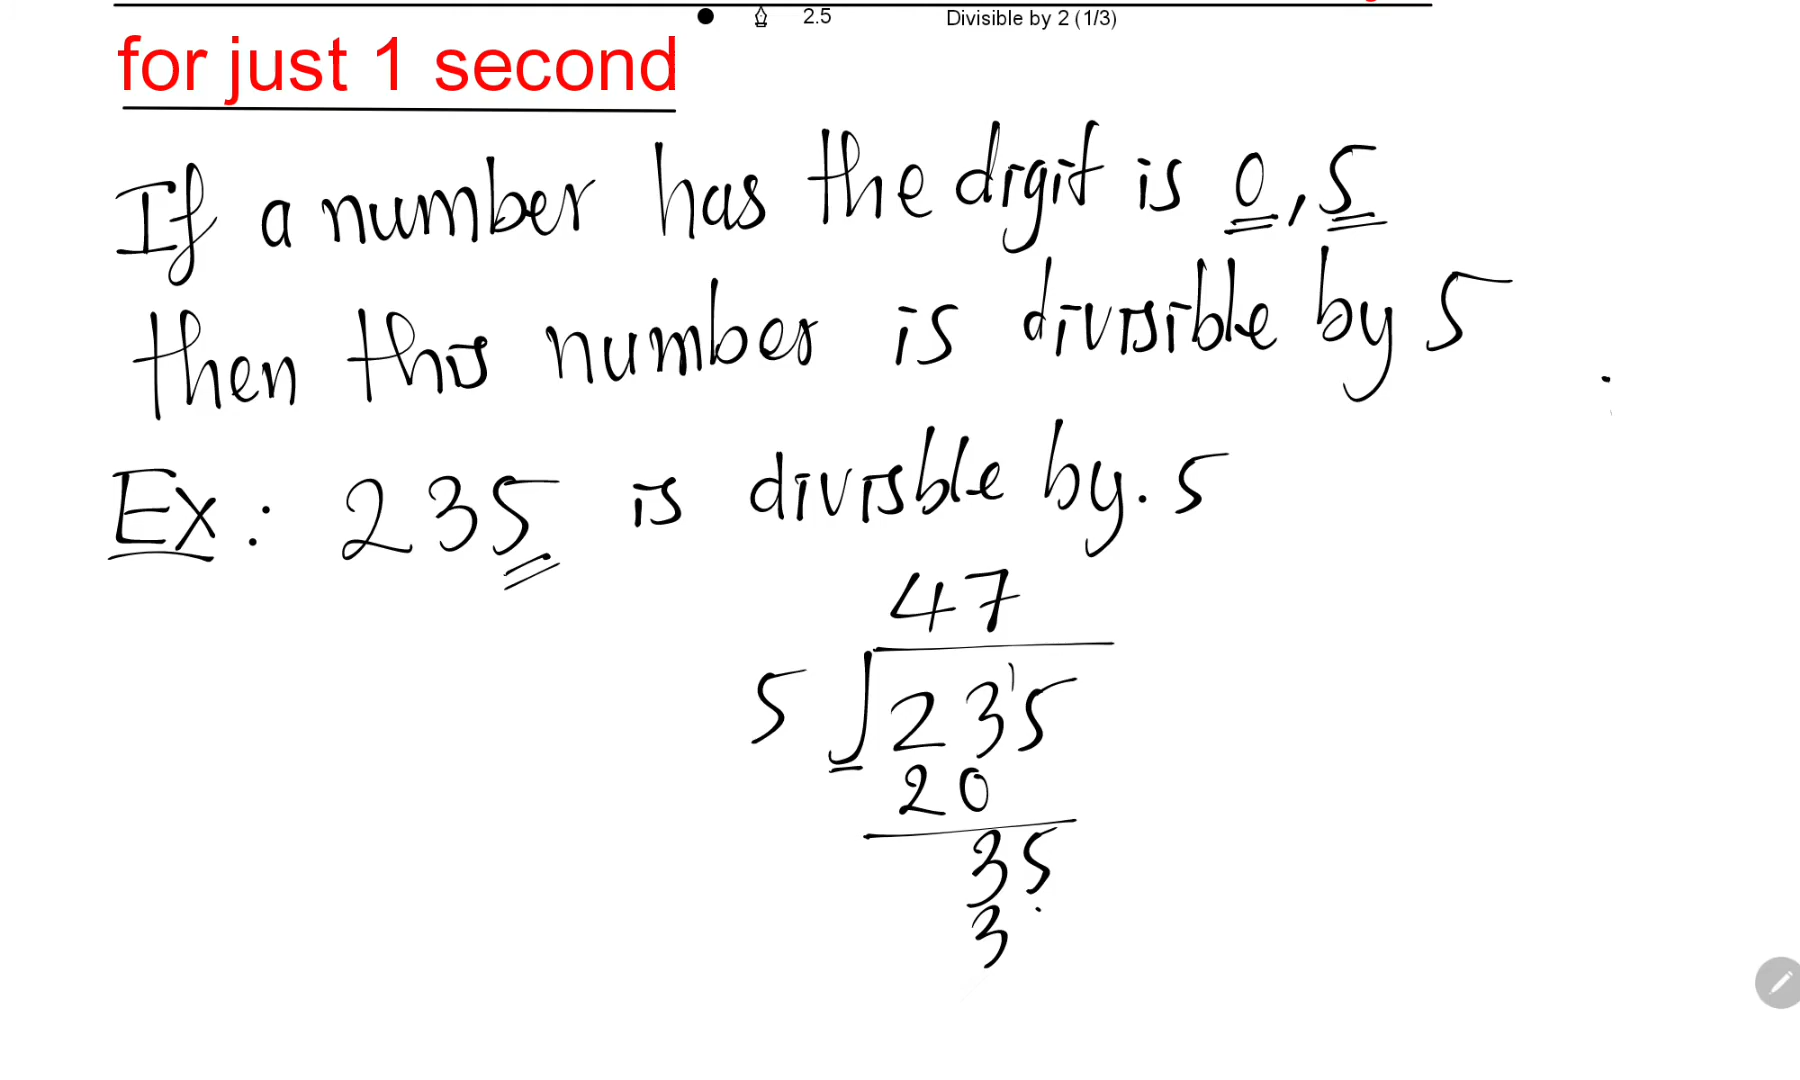 2.5 Divisible by 2 (1/3)
for just 1 second
If a number has the digit is 0, 5
then this number is divisible by 5
Ex: 235 is divisble by. 5
47
5 235
20
35
3